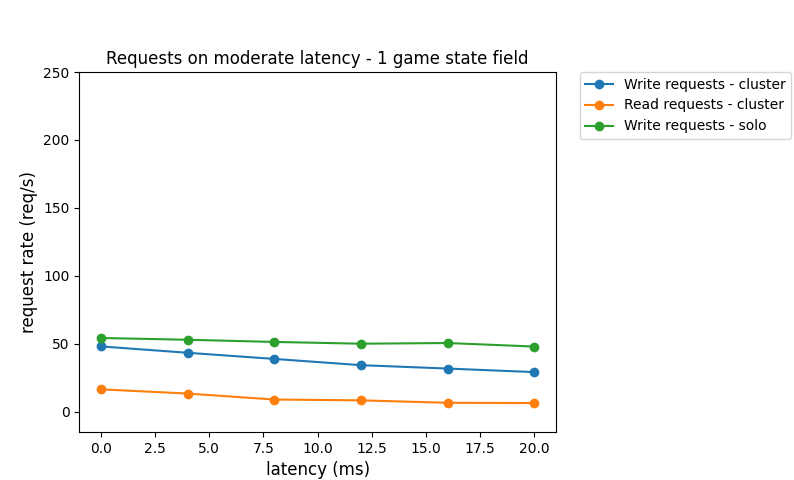 Requests on moderate latency - 1 game state field
250
200
150
100
50
0
request rate (req/s)
0.0 2.5 5.0 7.5 10.0 12.5 15.0 17.5 20.0
latency (ms)
Write requests - cluster
Read requests - cluster
Write requests - solo